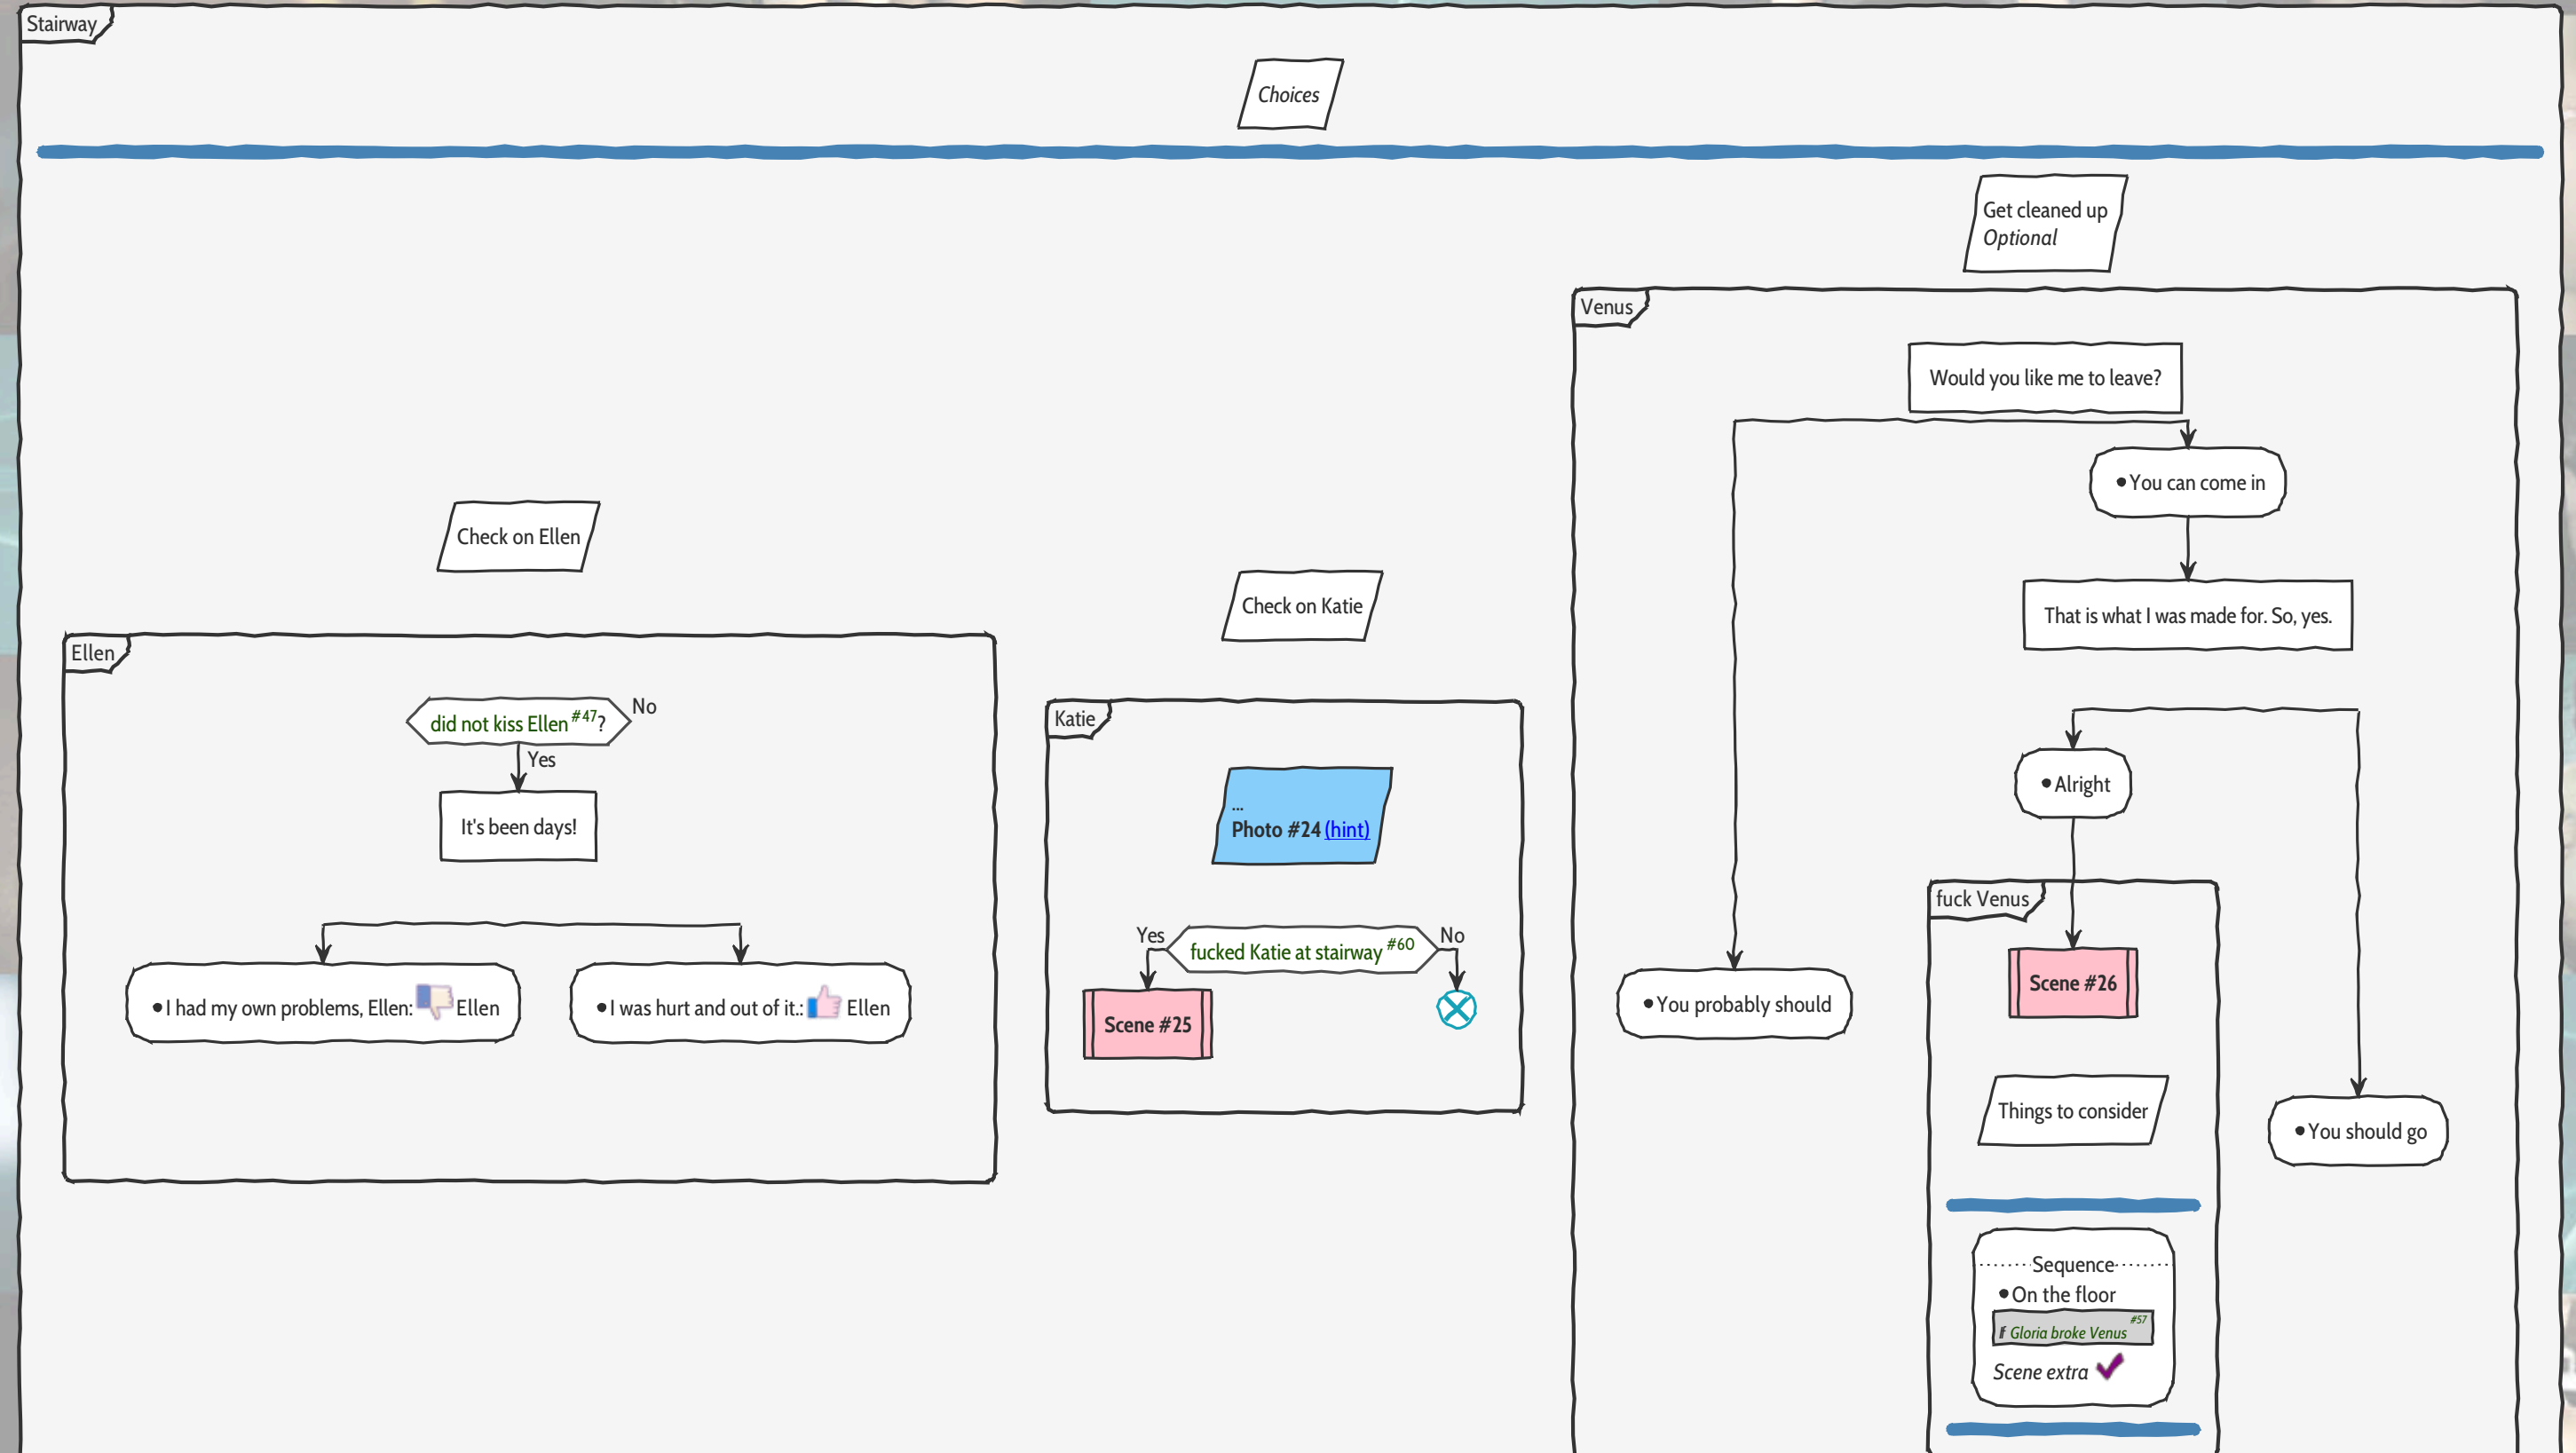 Stairway
Choices
Get cleaned up
Optional
Venus
Would you like me to leave?
• You can come in
That is what I was made for. So, yes.
Check on Ellen
Ellen
did not kiss Ellen #47?
No
Yes
It's been days!
• I had my own problems, Ellen: Ellen
• I was hurt and out of it.: Ellen
Check on Katie
Katie
...
Photo #24 (hint)
Yes
fucked Katie at stairway #60
No
Scene #25
• Alright
• You probably should
fuck Venus
Scene #26
Things to consider
• You should go
Sequence
• On the floor
If Gloria broke Venus #57
Scene extra